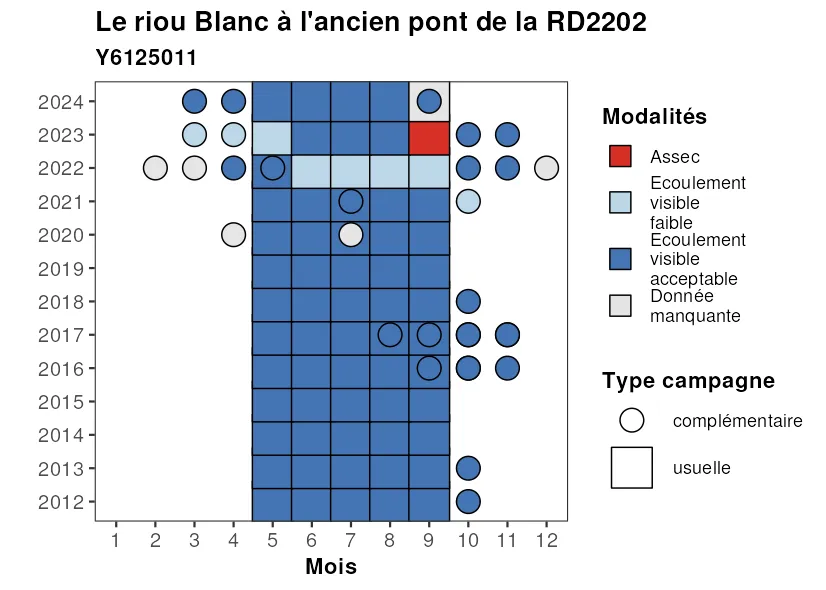 Le riou Blanc à l'ancien pont de la RD2202
Y6125011
2024
2023
2022
2021
2020
2019
2018
2017
2016
2015
2014
2013
2012
1 2 3 4 5 6 7 8 9 10 11 12
Mois
Modalités
Assec
Ecoulement
visible
faible
Ecoulement
visible
acceptable
Donnée
manquante
Type campagne
complémentaire
usuelle